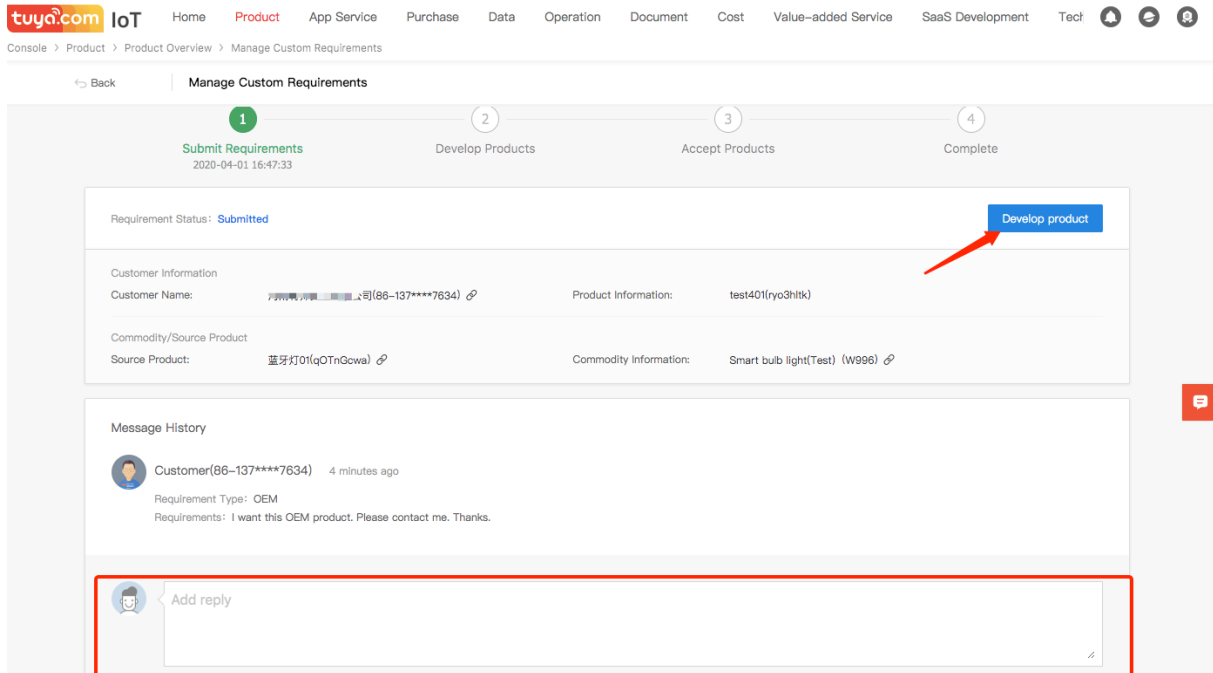 tuya.com IoT Home Product App Service Purchase Data Operation Document Cost Value-added Service SaaS Development Tech
Console > Product > Product Overview > Manage Custom Requirements
Back Manage Custom Requirements
1 2 3 4
Submit Requirements Develop Products Accept Products Complete
2020-04-01 16:47:33
Requirement Status: Submitted Develop product
Customer Information
Customer Name: 公司(86-137****7634) Product Information: test401(ryo3hltk)
Commodity/Source Product
Source Product: 蓝牙灯01(qOTnGcwa) Commodity Information: Smart bulb light(Test) (W996)
Message History
Customer(86-137****7634) 4 minutes ago
Requirement Type: OEM
Requirements: I want this OEM product. Please contact me. Thanks.
Add reply